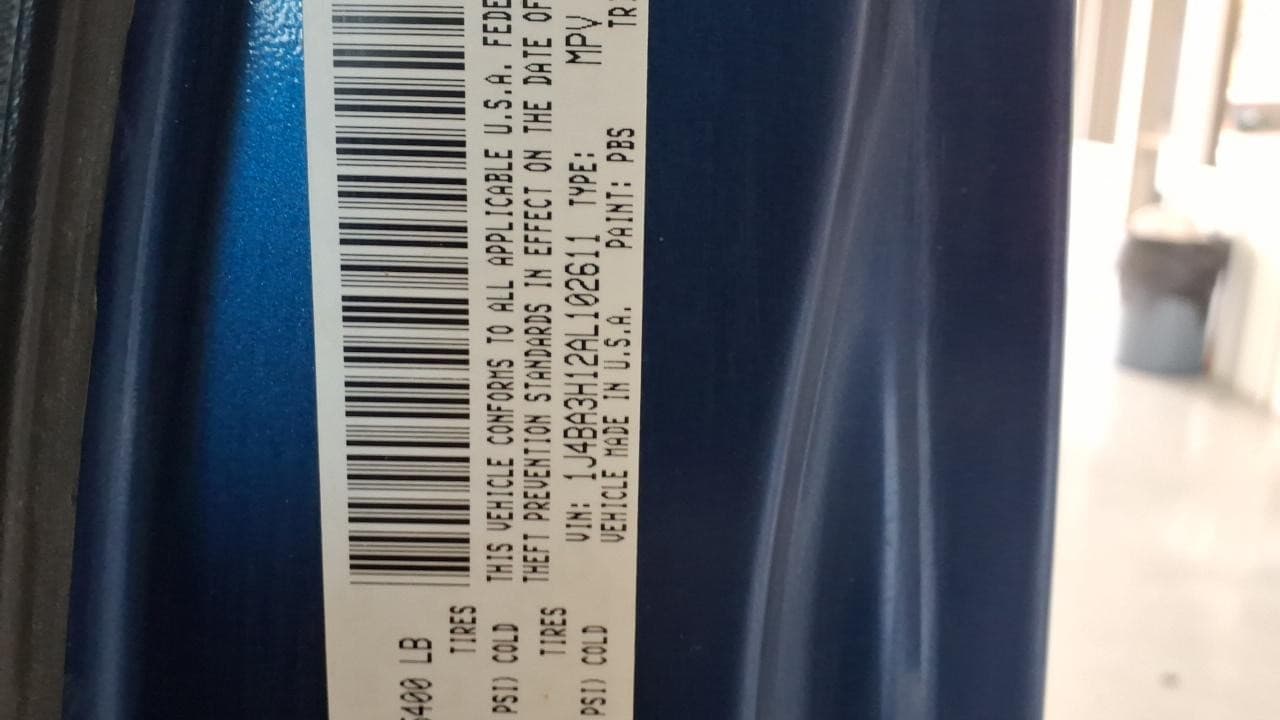 5400 LB
TIRES
PSI) COLD
TIRES
PSI) COLD
THIS VEHICLE CONFORMS TO ALL APPLICABLE U.S.A. FEDE
THEFT PREVENTION STANDARDS IN EFFECT ON THE DATE OF
VIN: 1J4BA3H12AL102611 TYPE: MPV
VEHICLE MADE IN U.S.A. PAINT: PBS TRI